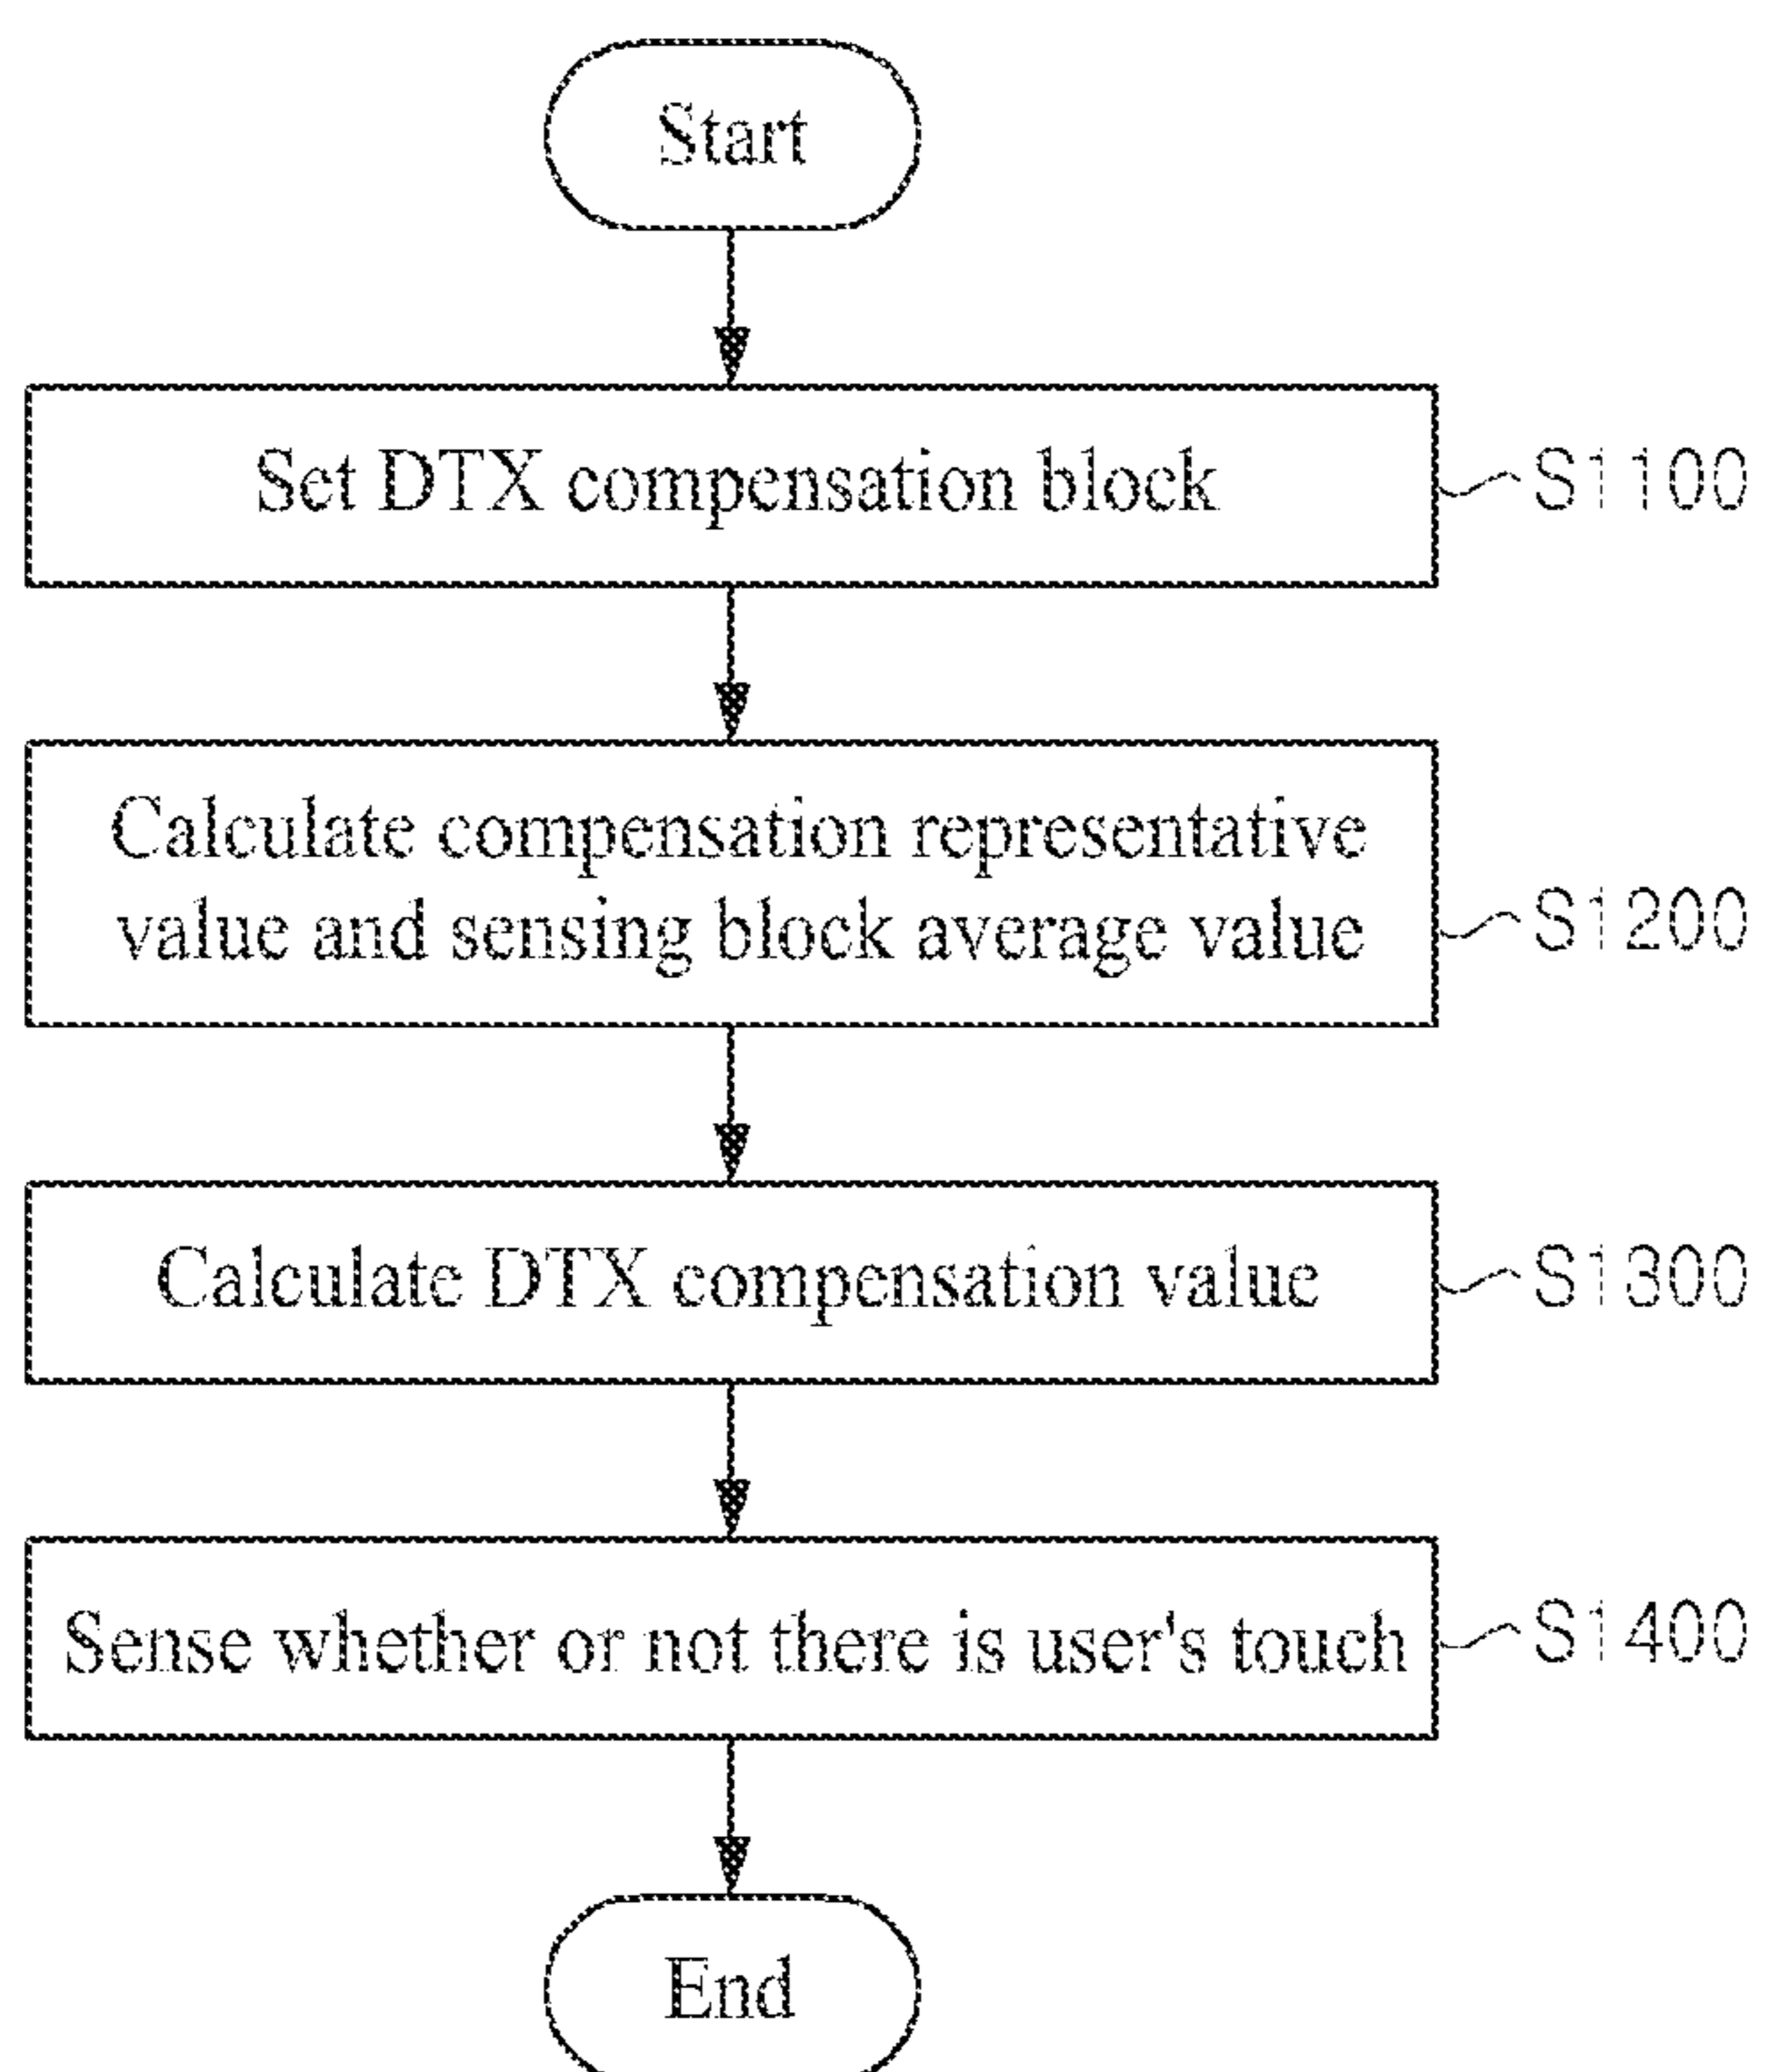 Start
Set DTX compensation block
S1100
Calculate compensation representative
value and sensing block average value
S1200
Calculate DTX compensation value
S1300
Sense whether or not there is user's touch
S1400
End